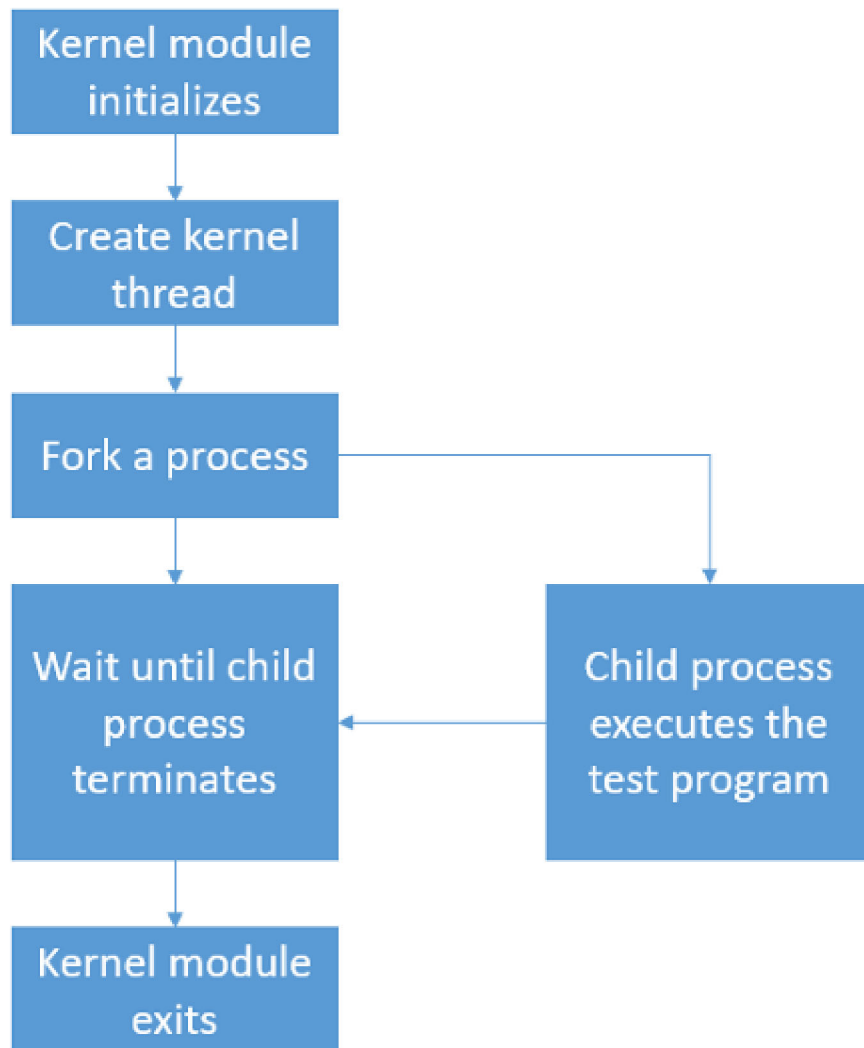 Kernel module
initializes
Create kernel
thread
Fork a process
Wait until child
process
terminates
Child process
executes the
test program
Kernel module
exits